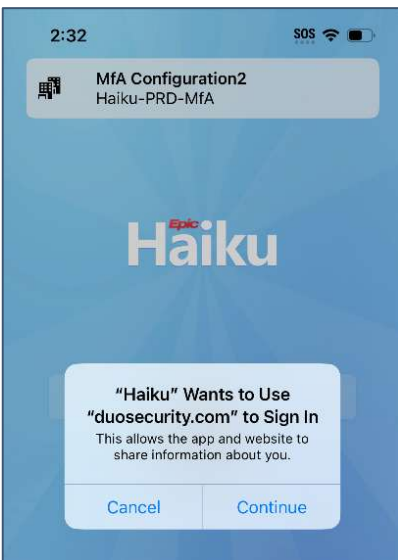 2:32
SOS
MfA Configuration2
Haiku-PRD-MfA
Epic
Haiku
“Haiku” Wants to Use
“duosecurity.com” to Sign In
This allows the app and website to
share information about you.
Cancel
Continue